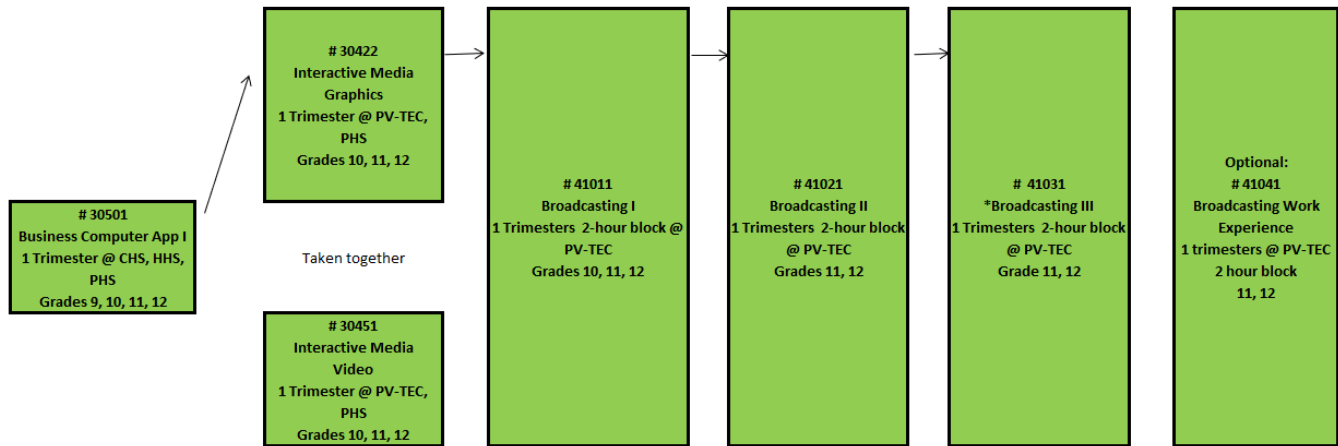 # 30501
Business Computer App I
1 Trimester @ CHS, HHS,
PHS
Grades 9, 10, 11, 12
# 30422
Interactive Media
Graphics
1 Trimester @ PV-TEC,
PHS
Grades 10, 11, 12
Taken together
# 30451
Interactive Media
Video
1 Trimester @ PV-TEC,
PHS
Grades 10, 11, 12
# 41011
Broadcasting I
1 Trimesters 2-hour block @
PV-TEC
Grades 10, 11, 12
# 41021
Broadcasting II
1 Trimesters 2-hour block
@ PV-TEC
Grades 11, 12
# 41031
*Broadcasting III
1 Trimesters 2-hour block
@ PV-TEC
Grade 11, 12
Optional:
# 41041
Broadcasting Work
Experience
1 trimesters @ PV-TEC
2 hour block
11, 12